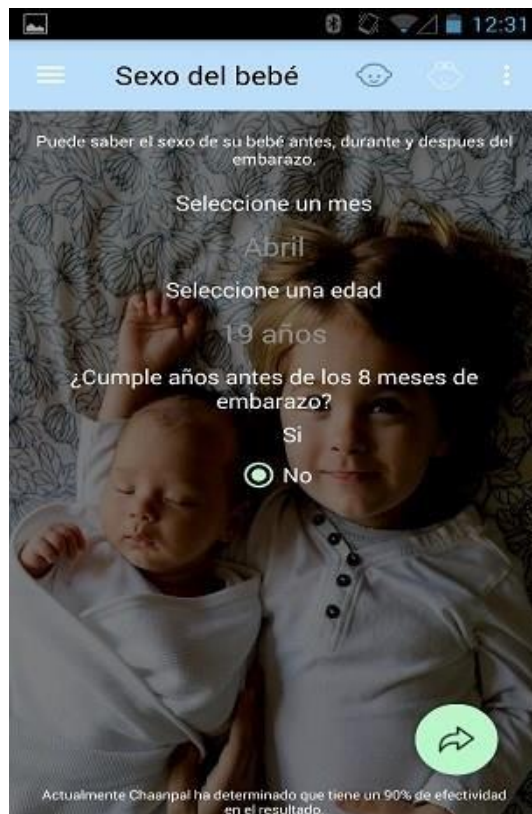 12:31
Sexo del bebé
Puede saber el sexo de su bebé antes, durante y despues del
embarazo.
Seleccione un mes
Abril
Seleccione una edad
19 años
¿Cumple años antes de los 8 meses de
embarazo?
Si
No
Actualmente Chaanpal ha determinado que tiene un 90% de efectividad
en el resultado.